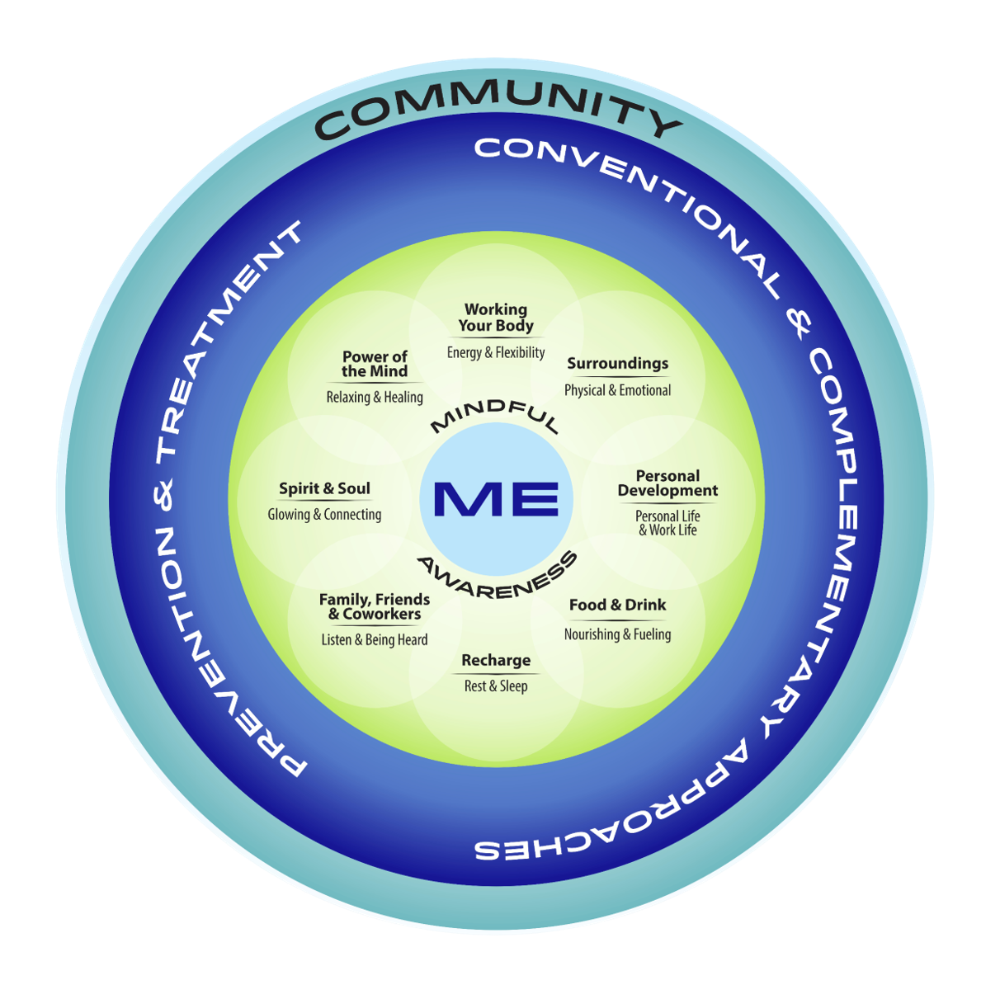 COMMUNITY
CONVENTIONAL & COMPLEMENTARY APPROACHES
PREVENTION & TREATMENT
Working
Your Body
Energy & Flexibility
Surroundings
Physical & Emotional
Personal
Development
Personal Life
& Work Life
Food & Drink
Nourishing & Fueling
Recharge
Rest & Sleep
Family, Friends
& Coworkers
Listen & Being Heard
Spirit & Soul
Glowing & Connecting
Power of
the Mind
Relaxing & Healing
MINDFUL
AWARENESS
ME